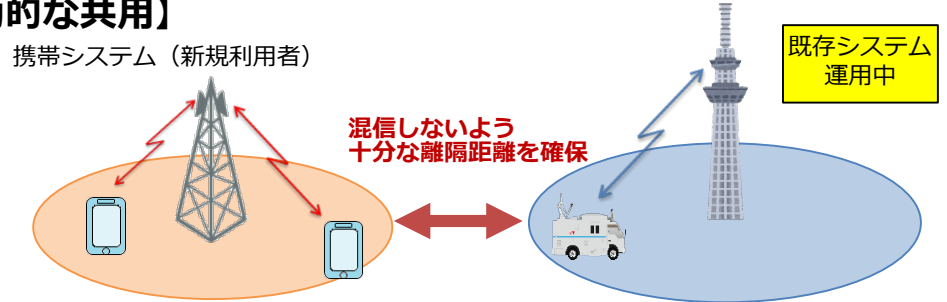 的な共用】
携帯システム（新規利用者）
既存システム
運用中
混信しないよう
十分な離隔距離を確保